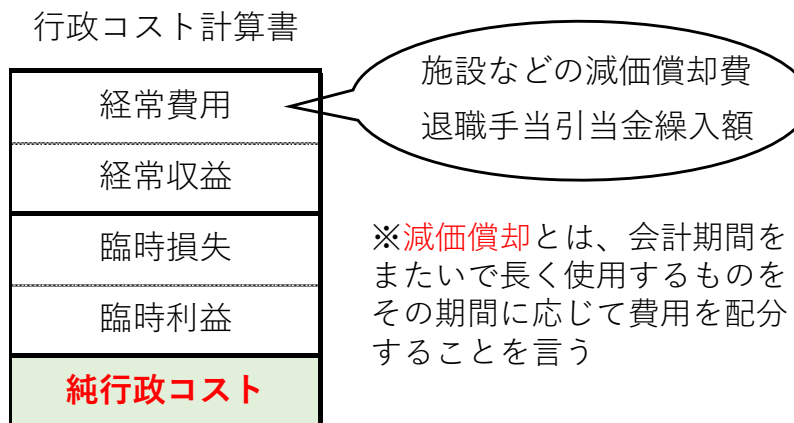 行政コスト計算書
経常費用
経常収益
臨時損失
臨時利益
純行政コスト
施設などの減価償却費
退職手当引当金繰入額
※減価償却とは、会計期間を
またいで長く使用するものを
その期間に応じて費用を配分
することを言う